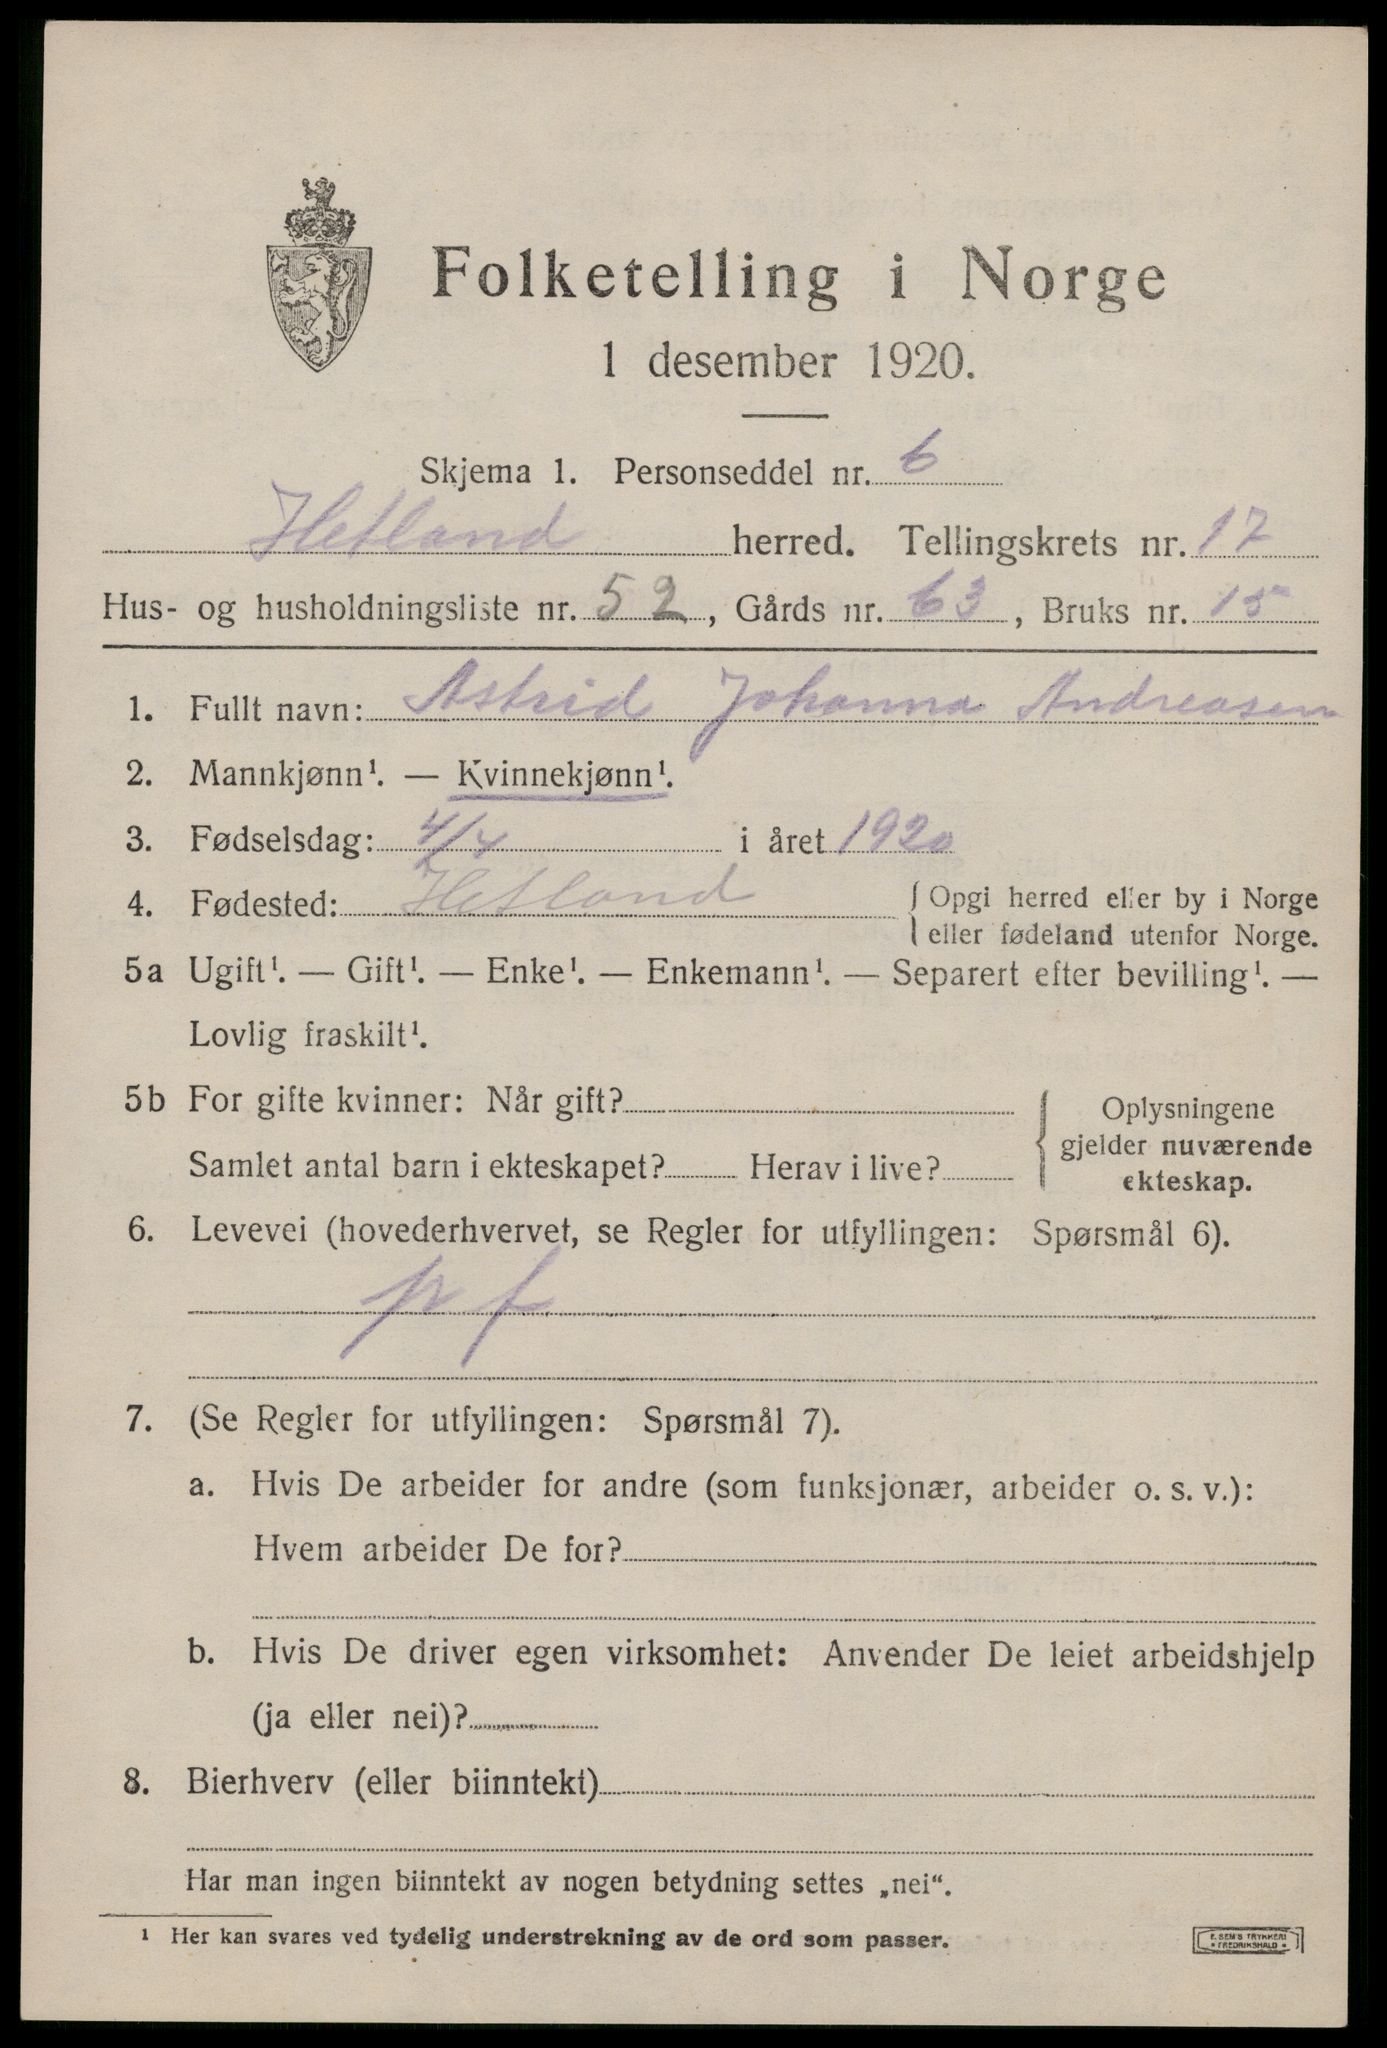 Folketelling i Norge
1 desember 1920.
Skjema 1. Personseddel nr. 6
Hetland herred. Tellingskrets nr. 17
Hus- og husholdningsliste nr. 52, Gårds nr. 63, Bruks nr. 15
1. Fullt navn: Astrid Johanna Andreasen
2. Mannkjønn¹. — Kvinnekjønn¹.
3. Fødselsdag: 4/4 i året 1920
4. Fødested: Hetland { Opgi herred eller by i Norge
eller fødeland utenfor Norge.
5a Ugift¹. — Gift¹. — Enke¹. — Enkemann¹. — Separert efter bevilling¹. —
Lovlig fraskilt¹.
5b For gifte kvinner: Når gift?
Samlet antal barn i ekteskapet? Herav i live?
{ Oplysningene
gjelder nuværende
ekteskap.
6. Levevei (hovederhvervet, se Regler for utfyllingen: Spørsmål 6).
p f
7. (Se Regler for utfyllingen: Spørsmål 7).
a. Hvis De arbeider for andre (som funksjonær, arbeider o. s. v.):
Hvem arbeider De for?
b. Hvis De driver egen virksomhet: Anvender De leiet arbeidshjelp
(ja eller nei)?
8. Bierhverv (eller biinntekt)
Har man ingen biinntekt av nogen betydning settes „nei“.
¹ Her kan svares ved tydelig understrekning av de ord som passer.
E. SEM'S TRYKKERI
• FREDRIKSHALD •